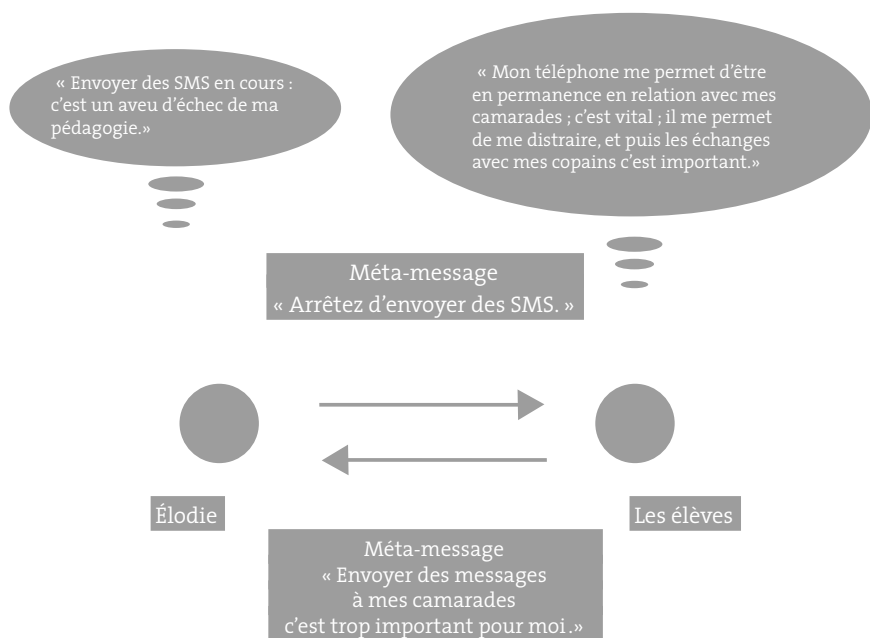 « Envoyer des SMS en cours :
c’est un aveu d’échec de ma
pédagogie.»
« Mon téléphone me permet d’être
en permanence en relation avec mes
camarades ; c’est vital ; il me permet
de me distraire, et puis les échanges
avec mes copains c’est important.»
Méta-message
« Arrêtez d’envoyer des SMS. »
Élodie
Les élèves
Méta-message
« Envoyer des messages
à mes camarades
c’est trop important pour moi.»